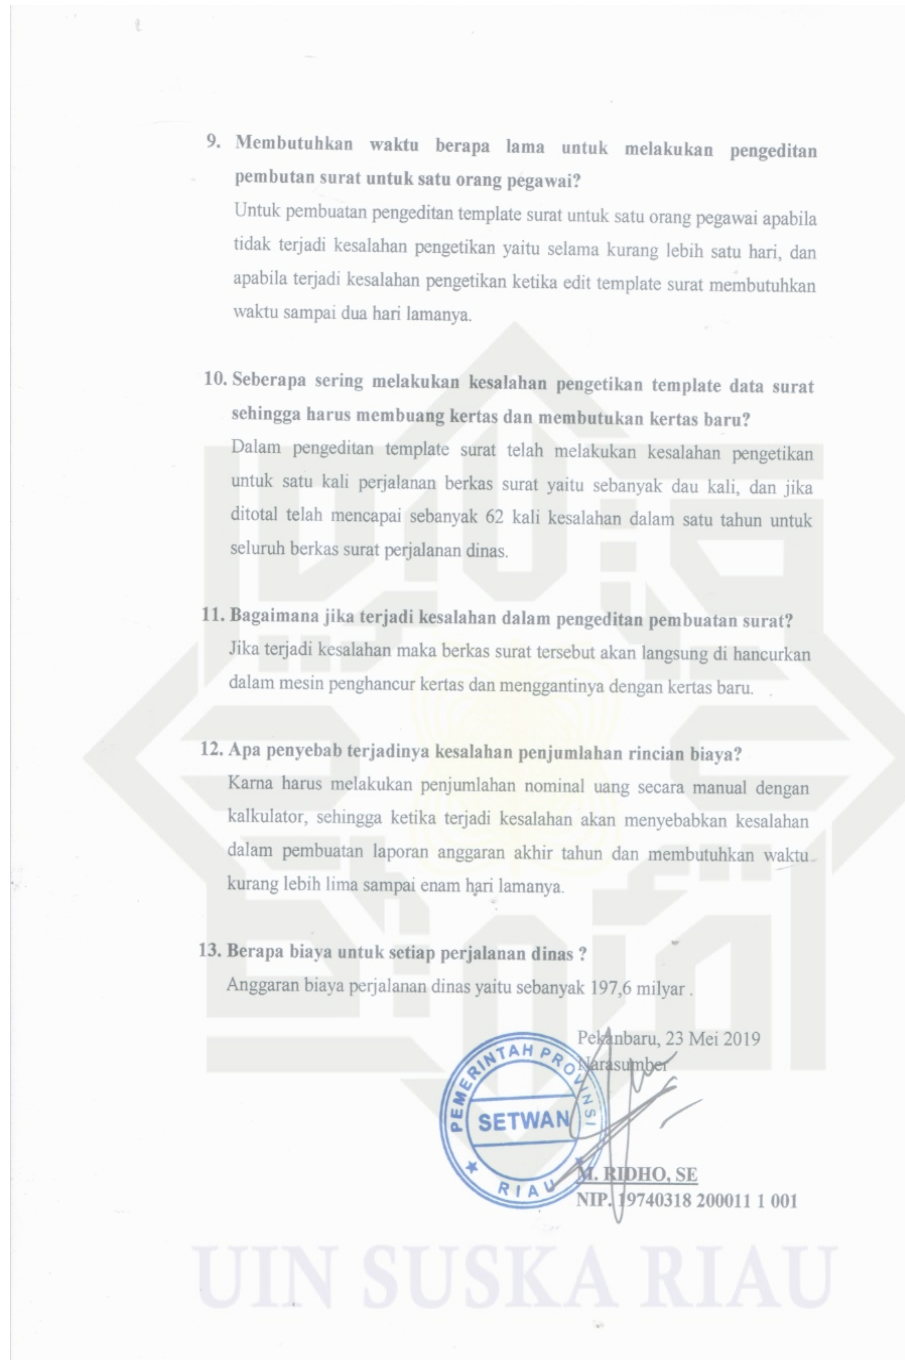 9. Membutuhkan waktu berapa lama untuk melakukan pengeditan
pembutan surat untuk satu orang pegawai?
Untuk pembuatan pengeditan template surat untuk satu orang pegawai apabila
tidak terjadi kesalahan pengetikan yaitu selama kurang lebih satu hari, dan
apabila terjadi kesalahan pengetikan ketika edit template surat membutuhkan
waktu sampai dua hari lamanya.
10. Seberapa sering melakukan kesalahan pengetikan template data surat
sehingga harus membuang kertas dan membutukan kertas baru?
Dalam pengeditan template surat telah melakukan kesalahan pengetikan
untuk satu kali perjalanan berkas surat yaitu sebanyak dau kali, dan jika
ditotal telah mencapai sebanyak 62 kali kesalahan dalam satu tahun untuk
seluruh berkas surat perjalanan dinas.
11. Bagaimana jika terjadi kesalahan dalam pengeditan pembuatan surat?
Jika terjadi kesalahan maka berkas surat tersebut akan langsung di hancurkan
dalam mesin penghancur kertas dan menggantinya dengan kertas baru.
12. Apa penyebab terjadinya kesalahan penjumlahan rincian biaya?
Karna harus melakukan penjumlahan nominal uang secara manual dengan
kalkulator, sehingga ketika terjadi kesalahan akan menyebabkan kesalahan
dalam pembuatan laporan anggaran akhir tahun dan membutuhkan waktu
kurang lebih lima sampai enam hari lamanya.
13. Berapa biaya untuk setiap perjalanan dinas ?
Anggaran biaya perjalanan dinas yaitu sebanyak 197,6 milyar .
Pekanbaru, 23 Mei 2019
Narasumber
PEMERINTAH PROVINSI
SETWAN
RIAU
M. RIDHO, SE
NIP. 19740318 200011 1 001
UIN SUSKA RIAU